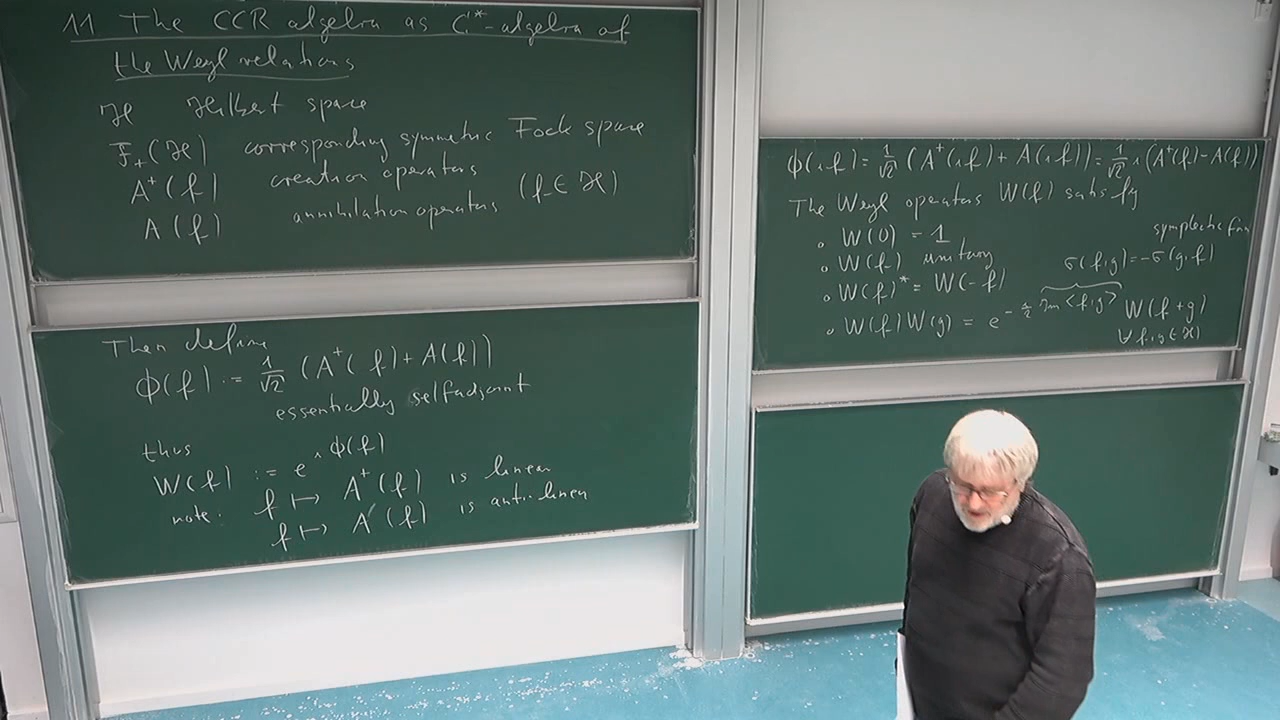 11 The CCR algebra as C*-algebra of
the Weyl relations
ℋ Hilbert space
F₊(ℋ) corresponding symmetric Fock space
A⁺(f) creation operators
A(f) annihilation operators (f ∈ ℋ)
Then define
Φ(f) := 1/√2 (A⁺(f) + A(f))
essentially selfadjoint
thus
W(f) := e^{iΦ(f)}
note: f ↦ A⁺(f) is linear
f ↦ A(f) is anti-linear
Φ(if) = 1/√2 (A⁺(if) + A(if)) = 1/√2 i (A⁺(f) - A(f))
The Weyl operators W(f) satisfy
∘ W(0) = 1
symplectic form
∘ W(f) unitary
σ(f,g) = -σ(g,f)
∘ W(f)* = W(-f)
∘ W(f) W(g) = e^{-i/2 Im<f,g>} W(f+g)
∀ f,g ∈ ℋ